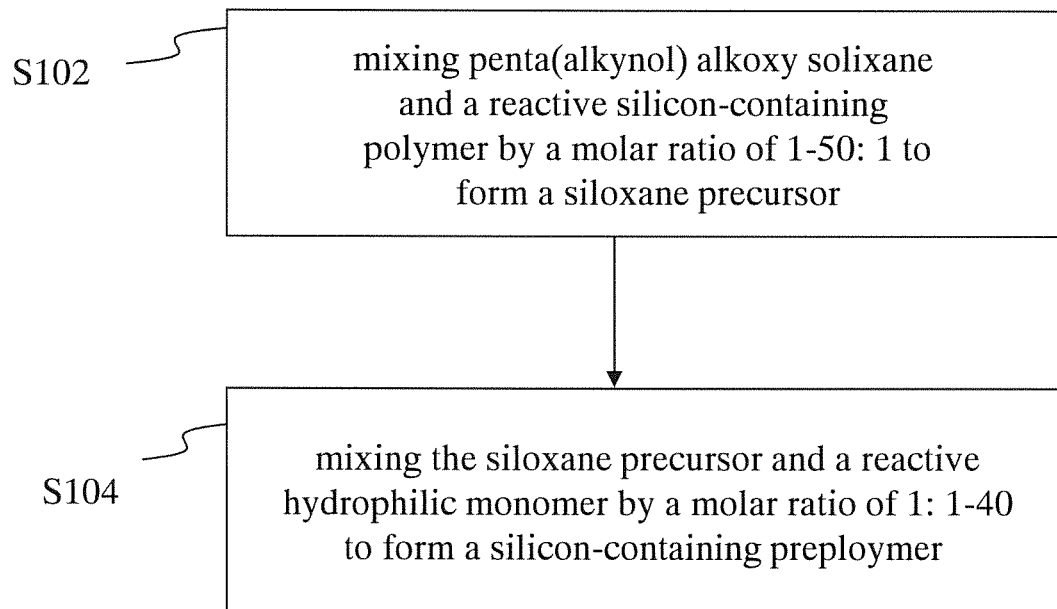 S102
mixing penta(alkynol) alkoxy solixane
and a reactive silicon-containing
polymer by a molar ratio of 1-50: 1 to
form a siloxane precursor
S104
mixing the siloxane precursor and a reactive
hydrophilic monomer by a molar ratio of 1: 1-40
to form a silicon-containing preploymer